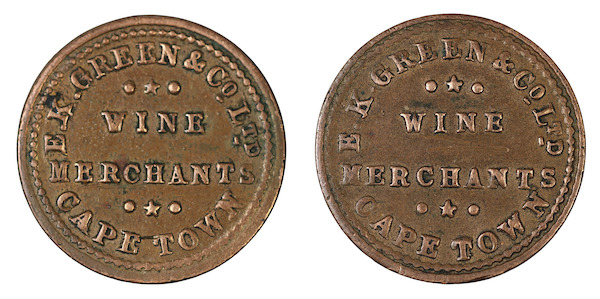 E. K. GREEN & Co LTD
WINE
MERCHANTS
CAPE TOWN
E K. GREEN & Co LTD
WINE
MERCHANTS
CAPE TOWN